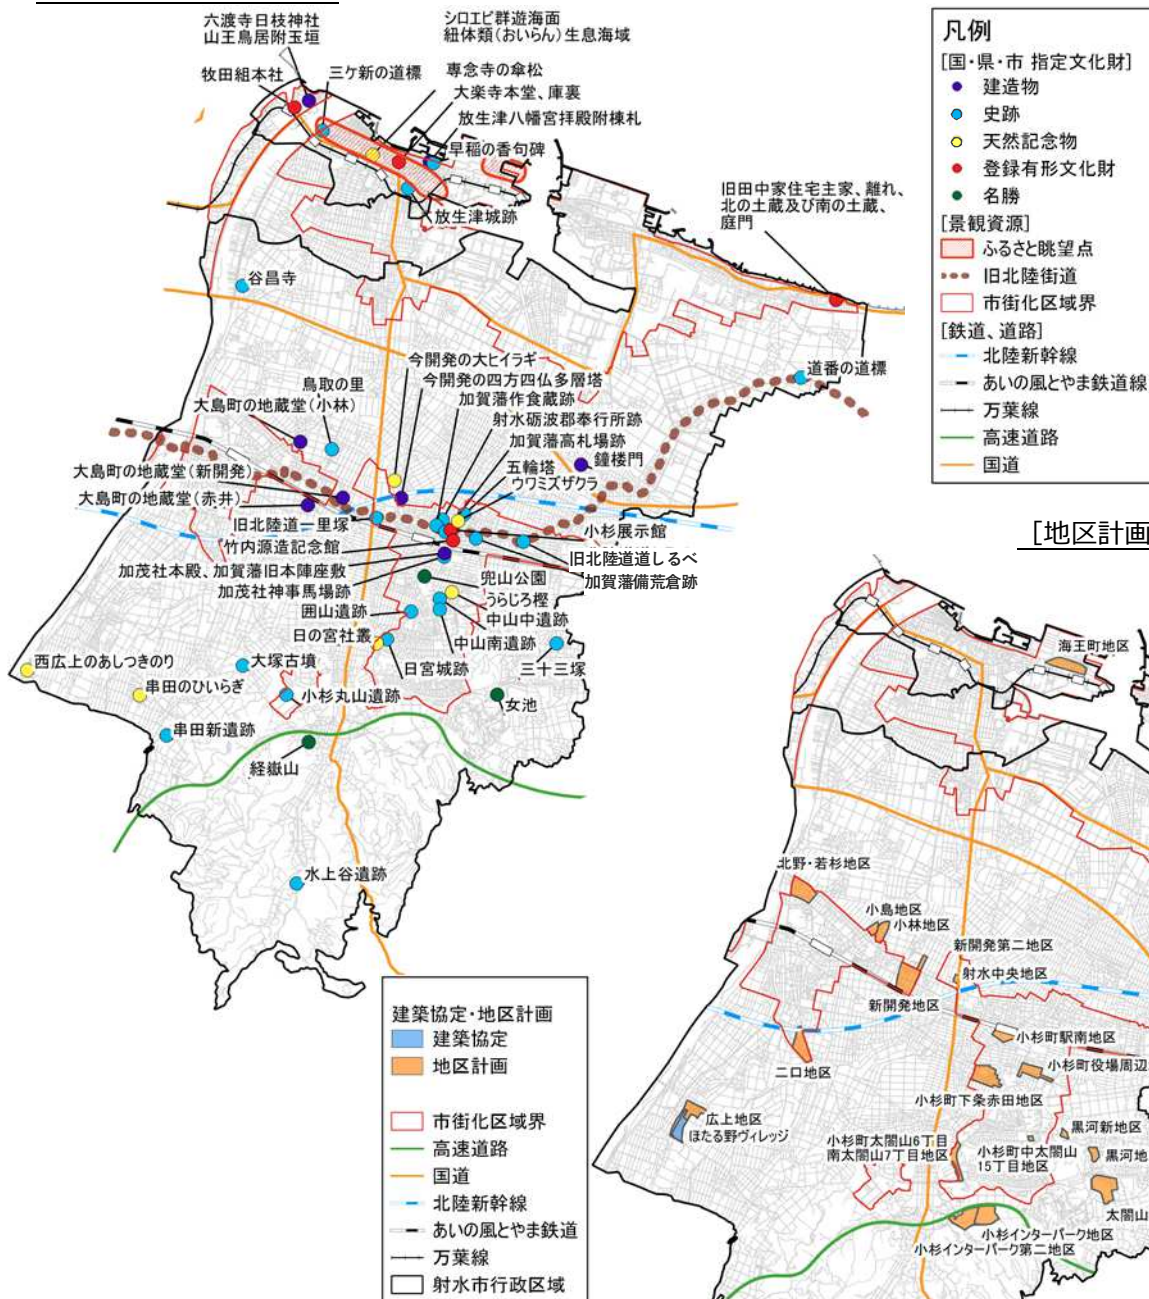 六渡寺日枝神社
山王鳥居附玉垣
シロエビ群遊海面
紐体類(おいらん)生息海域
牧田組本社
三ケ新の道標
専念寺の傘松
大楽寺本堂、庫裏
放生津八幡宮拝殿附棟札
早稲の香句碑
放生津城跡
旧田中家住宅主家、離れ、
北の土蔵及び南の土蔵、
庭門
谷昌寺
道番の道標
今開発の大ヒイラギ
今開発の四方四仏多層塔
加賀藩作食蔵跡
射水砺波郡奉行所跡
加賀藩高札場跡
鐘楼門
五輪塔
ウワミズザクラ
鳥取の里
大島町の地蔵堂(小林)
大島町の地蔵堂(新開発)
大島町の地蔵堂(赤井)
旧北陸道一里塚
小杉展示館
竹内源造記念館
旧北陸道道しるべ
加茂社本殿、加賀藩旧本陣座敷
加賀藩備荒倉跡
加茂社神事馬場跡
兜山公園
うらじろ樫
囲山遺跡
中山中遺跡
日の宮社叢
中山南遺跡
日宮城跡
三十三塚
西広上のあしつきのり
大塚古墳
串田のひいらぎ
小杉丸山遺跡
女池
串田新遺跡
経嶽山
水上谷遺跡
凡例
[国・県・市 指定文化財]
建造物
史跡
天然記念物
登録有形文化財
名勝
[景観資源]
ふるさと眺望点
旧北陸街道
市街化区域界
[鉄道、道路]
北陸新幹線
あいの風とやま鉄道線
万葉線
高速道路
国道
[地区計画
海王町地区
北野・若杉地区
小島地区
小林地区
新開発第二地区
射水中央地区
新開発地区
小杉町駅南地区
二口地区
小杉町役場周辺
小杉町下条赤田地区
広上地区
ほたる野ヴィレッジ
黒河新地区
小杉町太閤山6丁目
南太閤山7丁目地区
小杉町中太閤山
15丁目地区
黒河地
太閤山
小杉インターパーク地区
小杉インターパーク第二地区
建築協定・地区計画
建築協定
地区計画
市街化区域界
高速道路
国道
北陸新幹線
あいの風とやま鉄道
万葉線
射水市行政区域